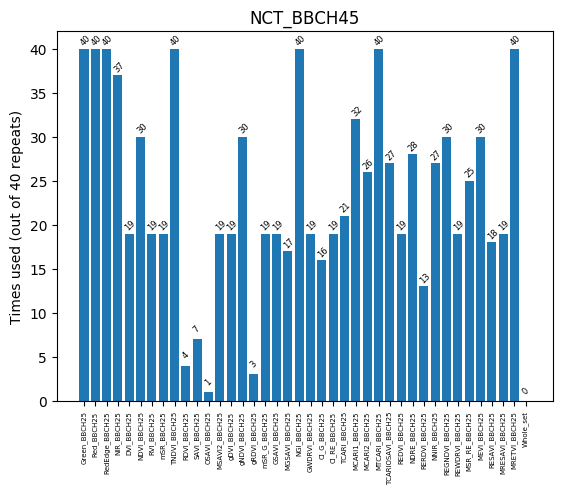 NCT_BBCH45
Times used (out of 40 repeats)
40
35
30
25
20
15
10
5
0
40
40
40
37
19
30
19
19
40
4
7
1
19
19
30
3
19
19
17
40
19
16
19
21
32
26
40
27
19
28
13
27
30
19
25
30
18
19
40
0
Green_BBCH25
Red_BBCH25
RedEdge_BBCH25
NIR_BBCH25
DVI_BBCH25
NDVI_BBCH25
RVI_BBCH25
mSR_BBCH25
TNDVI_BBCH25
RDVI_BBCH25
SAVI_BBCH25
OSAVI_BBCH25
MSAVI2_BBCH25
gDVI_BBCH25
gNDVI_BBCH25
gRDVI_BBCH25
mSR_G_BBCH25
GSAVI_BBCH25
MGSAVI_BBCH25
NGI_BBCH25
GWDRVI_BBCH25
CI_G_BBCH25
CI_RE_BBCH25
TCARI_BBCH25
MCARI1_BBCH25
MCARI2_BBCH25
MTCARI_BBCH25
TCARIOSAVI_BBCH25
REDVI_BBCH25
NDRE_BBCH25
RERDVI_BBCH25
NNIR_BBCH25
REGNDVI_BBCH25
REWDRVI_BBCH25
MSR_RE_BBCH25
MEVI_BBCH25
RESAVI_BBCH25
MRESAVI_BBCH25
MRETVI_BBCH25
Whole_set